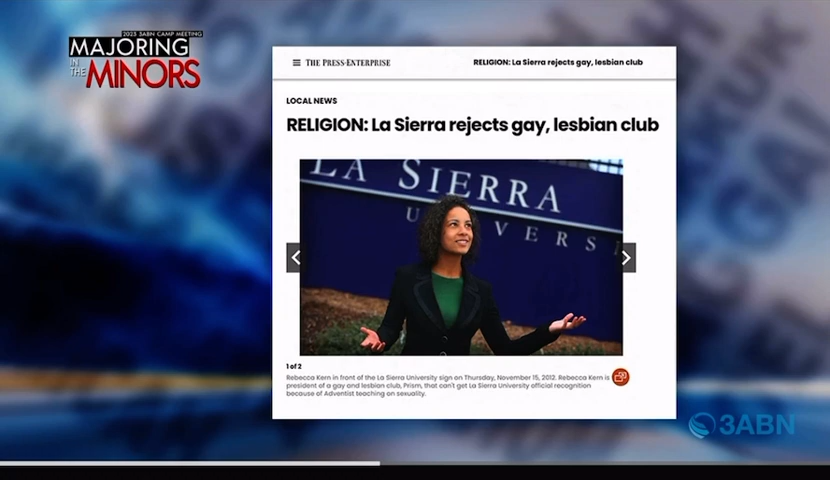 2023 3ABN CAMP MEETING
MAJORING
IN THE
MINORS
THE PRESS-ENTERPRISE
RELIGION: La Sierra rejects gay, lesbian club
LOCAL NEWS
RELIGION: La Sierra rejects gay, lesbian club
LA SIERRA
UNIVERSI
1 of 2
Rebecca Kern in front of the La Sierra University sign on Thursday, November 15, 2012. Rebecca Kern is
president of a gay and lesbian club, Prism, that can't get La Sierra University official recognition
because of Adventist teaching on sexuality.
3ABN